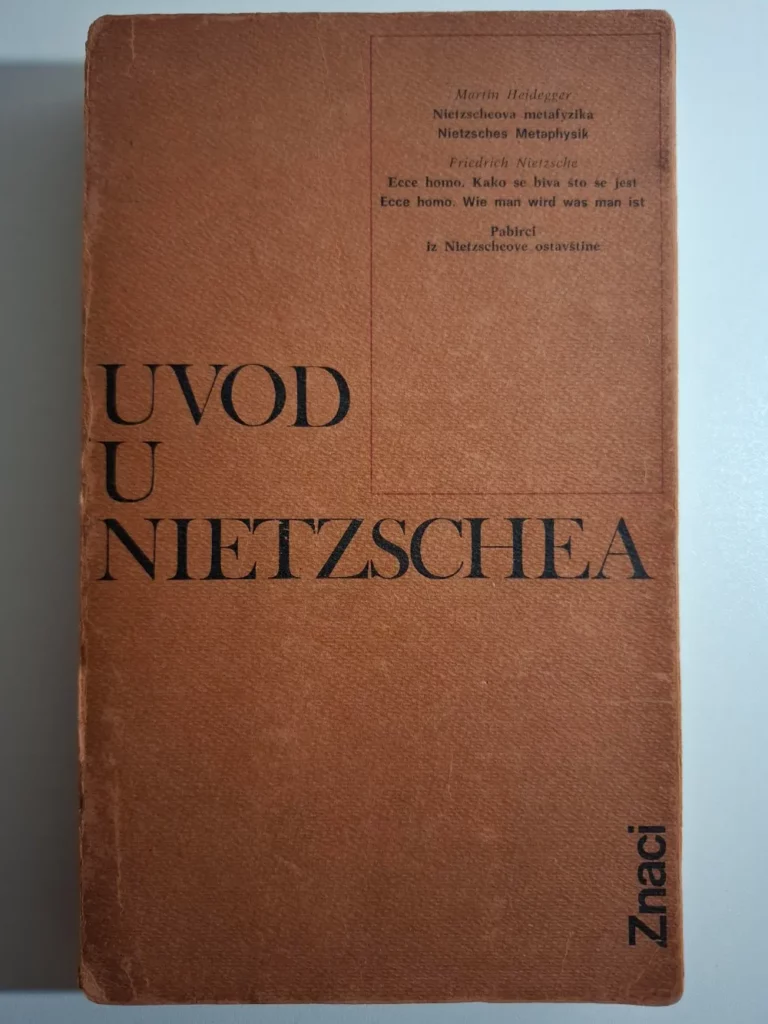 Martin Heidegger
Nietzscheova metafyzika
Nietzsches Metaphysik
Friedrich Nietzsche
Ecce homo. Kako se biva što se jest
Ecce homo. Wie man wird was man ist
Pabirci
iz Nietzscheove ostavštine
UVOD
U
NIETZSCHEA
Znaci